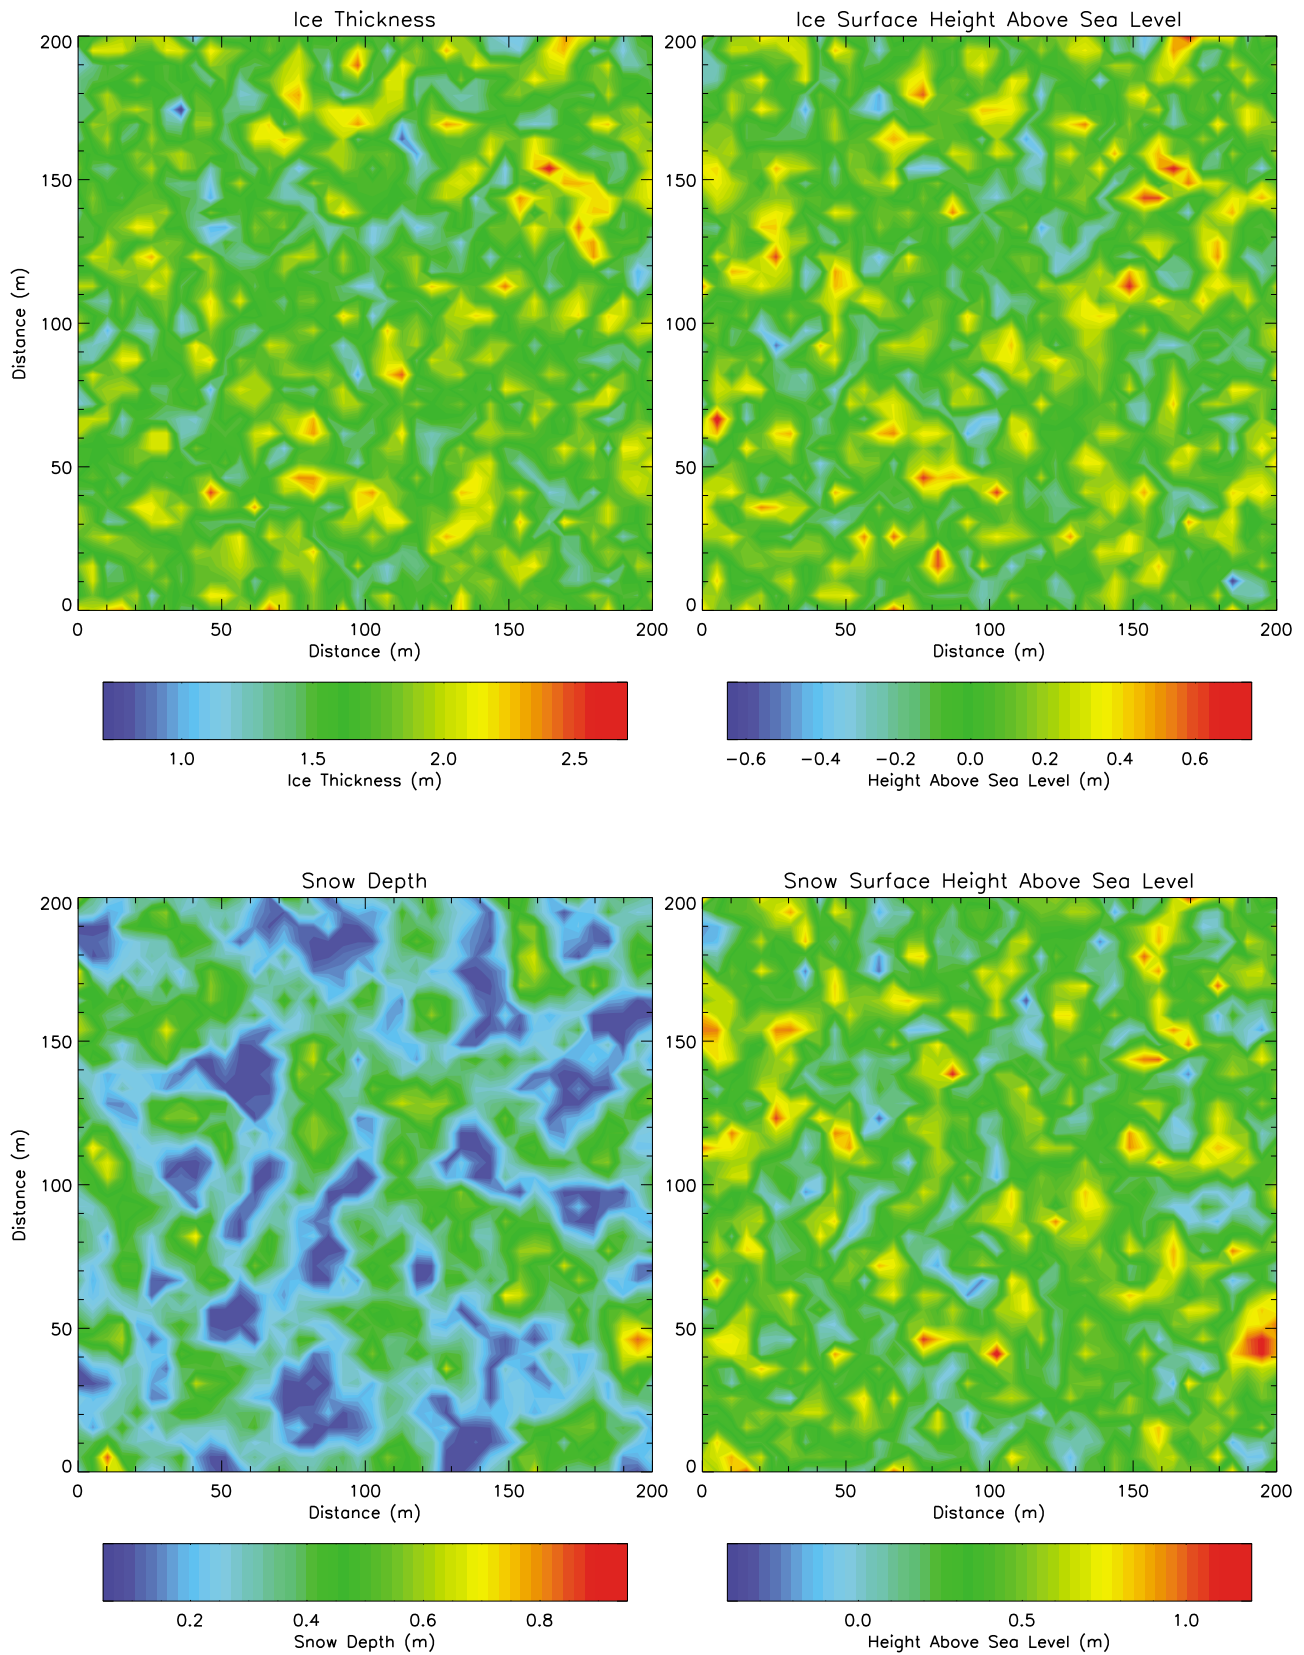 Ice Thickness
Ice Surface Height Above Sea Level
200
150
100
50
0
Distance (m)
0 50 100 150 200
Distance (m)
200
150
100
50
0
0 50 100 150 200
Distance (m)
1.0 1.5 2.0 2.5
Ice Thickness (m)
−0.6 −0.4 −0.2 0.0 0.2 0.4 0.6
Height Above Sea Level (m)
Snow Depth
Snow Surface Height Above Sea Level
200
150
100
50
0
Distance (m)
0 50 100 150 200
Distance (m)
200
150
100
50
0
0 50 100 150 200
Distance (m)
0.2 0.4 0.6 0.8
Snow Depth (m)
0.0 0.5 1.0
Height Above Sea Level (m)